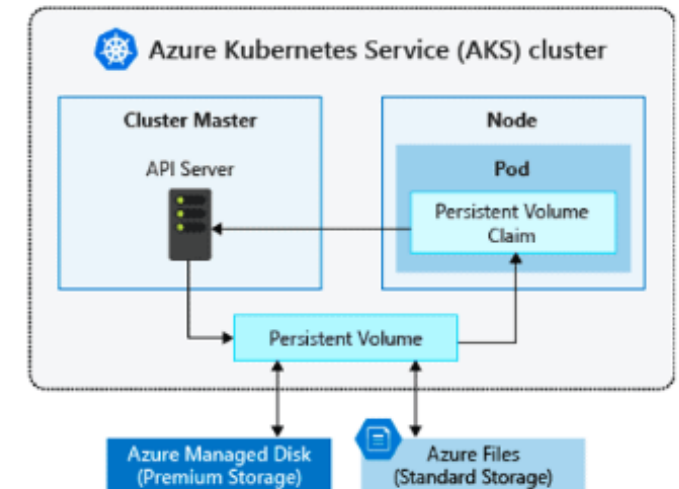 Azure Kubernetes Service (AKS) cluster
Cluster Master
API Server
Node
Pod
Persistent Volume
Claim
Persistent Volume
Azure Managed Disk
(Premium Storage)
Azure Files
(Standard Storage)